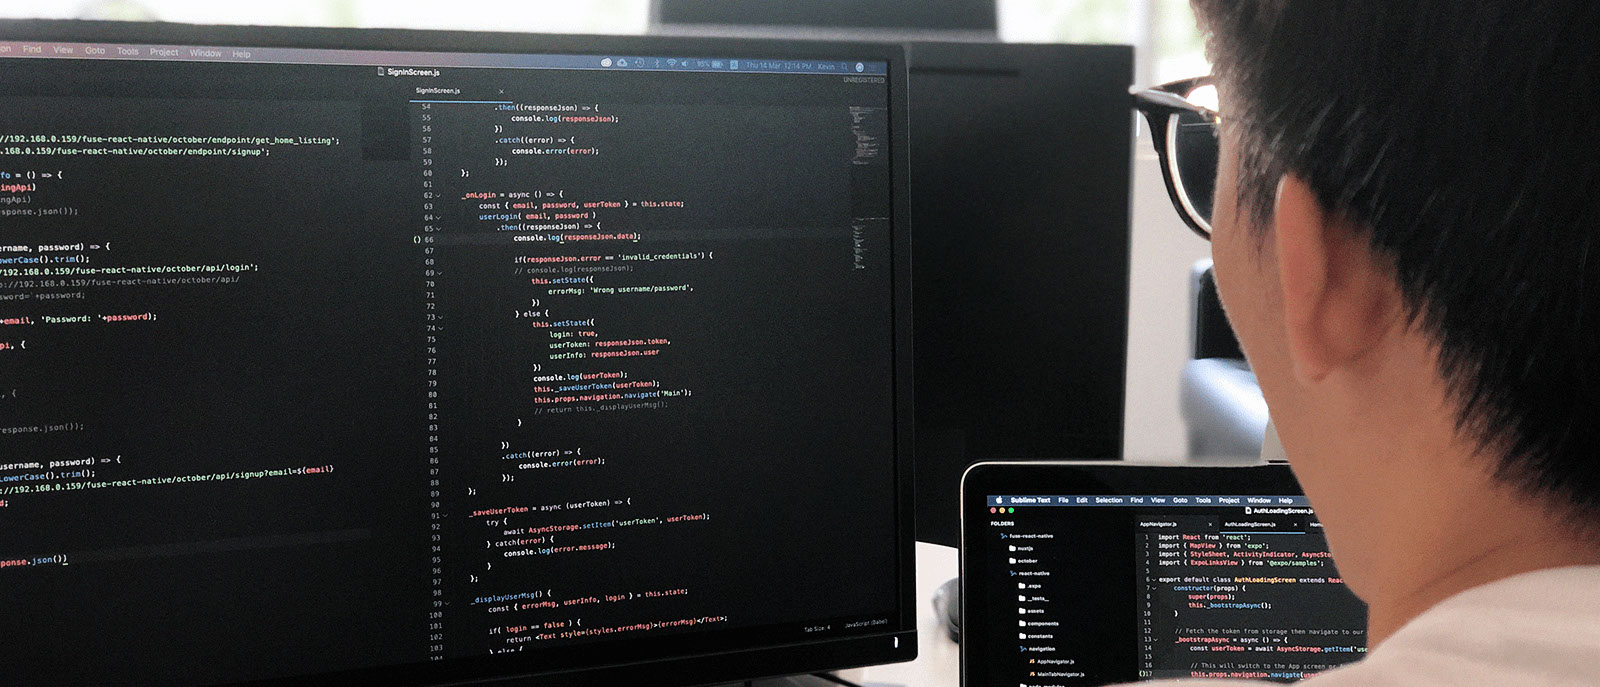 Find View Goto Tools Project Window Help
Thu 14 Mar 12:14 PM Kevin
SigninScreen.js
UNREGISTERED
//192.168.0.159/fuse-react-native/october/endpoint/get_home_listing';
68.0.159/fuse-react-native/october/endpoint/signup';
fo = () => {
ingApi)
ngApi)
sponse.json());
ername, password) => {
owerCase().trim();
/192.168.0.159/fuse-react-native/october/api/login';
p://192.168.0.159/fuse-react-native/october/api/
sword=`+password;
+email, 'Password: '+password);
pi, {
, {
response.json());
username, password) => {
LowerCase().trim();
://192.168.0.159/fuse-react-native/october/api/signup?email=${email}
d;
ponse.json())
SigninScreen.js ×
54 .then((responseJson) => {
55 console.log(responseJson);
56 })
57 .catch((error) => {
58 console.error(error);
59 });
60 };
61
62 _onLogin = async () => {
63 const { email, password, userToken } = this.state;
64 userLogin( email, password )
65 .then((responseJson) => {
66 console.log(responseJson.data);
67
68 if(responseJson.error == 'invalid_credentials') {
69 // console.log(responseJson);
70 this.setState({
71 errorMsg: 'Wrong username/password',
72 })
73 } else {
74 this.setState({
75 login: true,
76 userToken: responseJson.token,
77 userInfo: responseJson.user
78 })
79 console.log(userToken);
80 this._saveUserToken(userToken);
81 this.props.navigation.navigate('Main');
82 // return this._displayUserMsg();
83 }
84
85 })
86 .catch((error) => {
87 console.error(error);
88 });
89 };
90
91 _saveUserToken = async (userToken) => {
92 try {
93 await AsyncStorage.setItem('userToken', userToken);
94 } catch(error) {
95 console.log(error.message);
96 }
97 };
98
99 _displayUserMsg() {
100 const { errorMsg, userInfo, login } = this.state;
101
102 if( login == false ) {
103 return <Text style={styles.errorMsg}>{errorMsg}</Text>;
104 } else {
Tab Size: 4 JavaScript (Babel)
Sublime Text File Edit Selection Find View Goto Tools Project Window Help
AuthLoadingScreen.js
FOLDERS
fuse-react-native
nuxtjs
october
react-native
.expo
__tests__
assets
components
constants
navigation
AppNavigator.js
MainTabNavigator.js
node_modules
AppNavigator.js × AuthLoadingScreen.js × Hom
1 import React from 'react';
2 import { MapView } from 'expo';
3 import { StyleSheet, ActivityIndicator, AsyncSto
4 import { ExpoLinksView } from '@expo/samples';
5
6 export default class AuthLoadingScreen extends Reac
7 constructor(props) {
8 super(props);
9 this._bootstrapAsync();
10 }
11
12 // Fetch the token from storage then navigate to our
13 _bootstrapAsync = async () => {
14 const userToken = await AsyncStorage.getItem('use
15
16 // This will switch to the App screen or
17 this.props.navigation.navigate(use